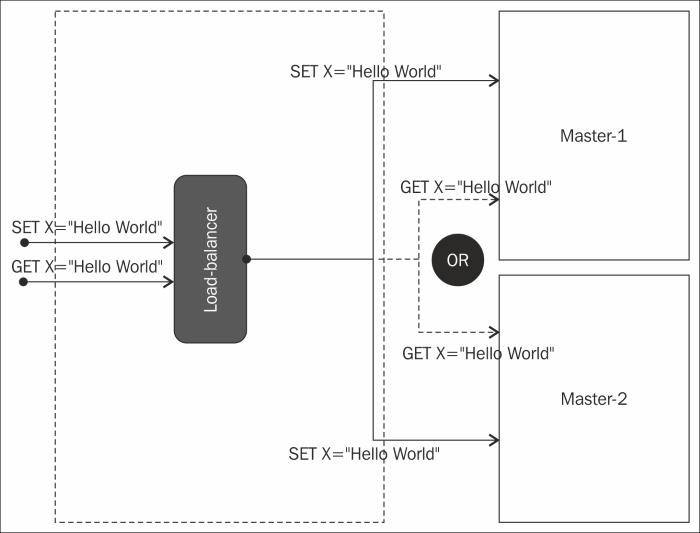 SET X="Hello World"
Master-1
GET X="Hello World"
SET X="Hello World"
Load-balancer
OR
GET X="Hello World"
GET X="Hello World"
Master-2
SET X="Hello World"